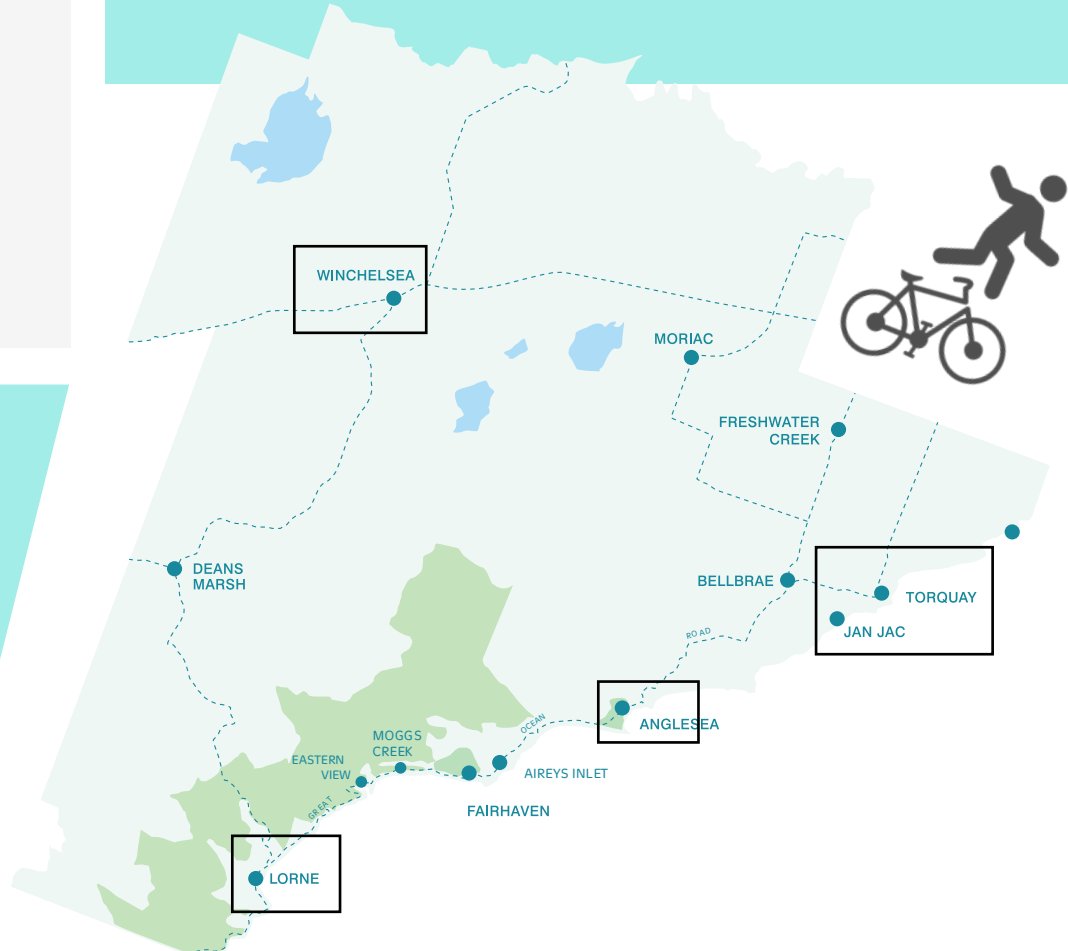 WINCHELSEA
MORIAC
FRESHWATER
CREEK
DEANS
MARSH
BELLBRAE
TORQUAY
JAN JAC
ROAD
ANGLESEA
OCEAN
MOGGS
CREEK
EASTERN
VIEW
AIREYS INLET
GREAT
FAIRHAVEN
LORNE